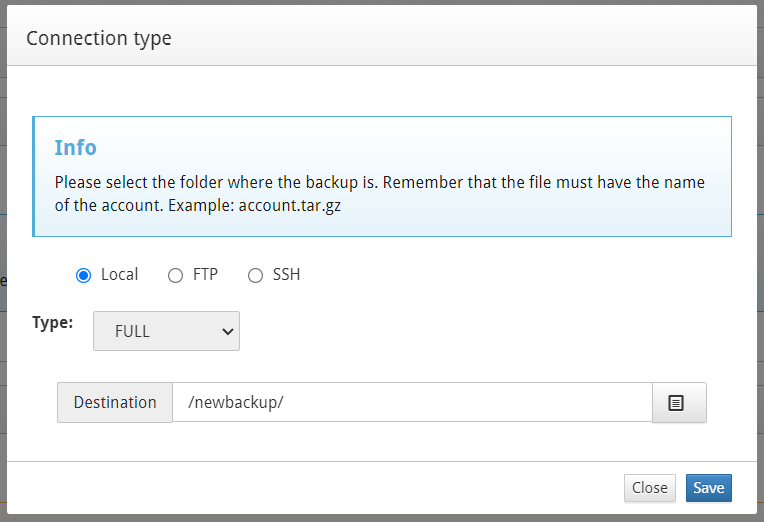 Connection type
Info
Please select the folder where the backup is. Remember that the file must have the name
of the account. Example: account.tar.gz
e
Local FTP SSH
Type: FULL
Destination /newbackup/
Close Save